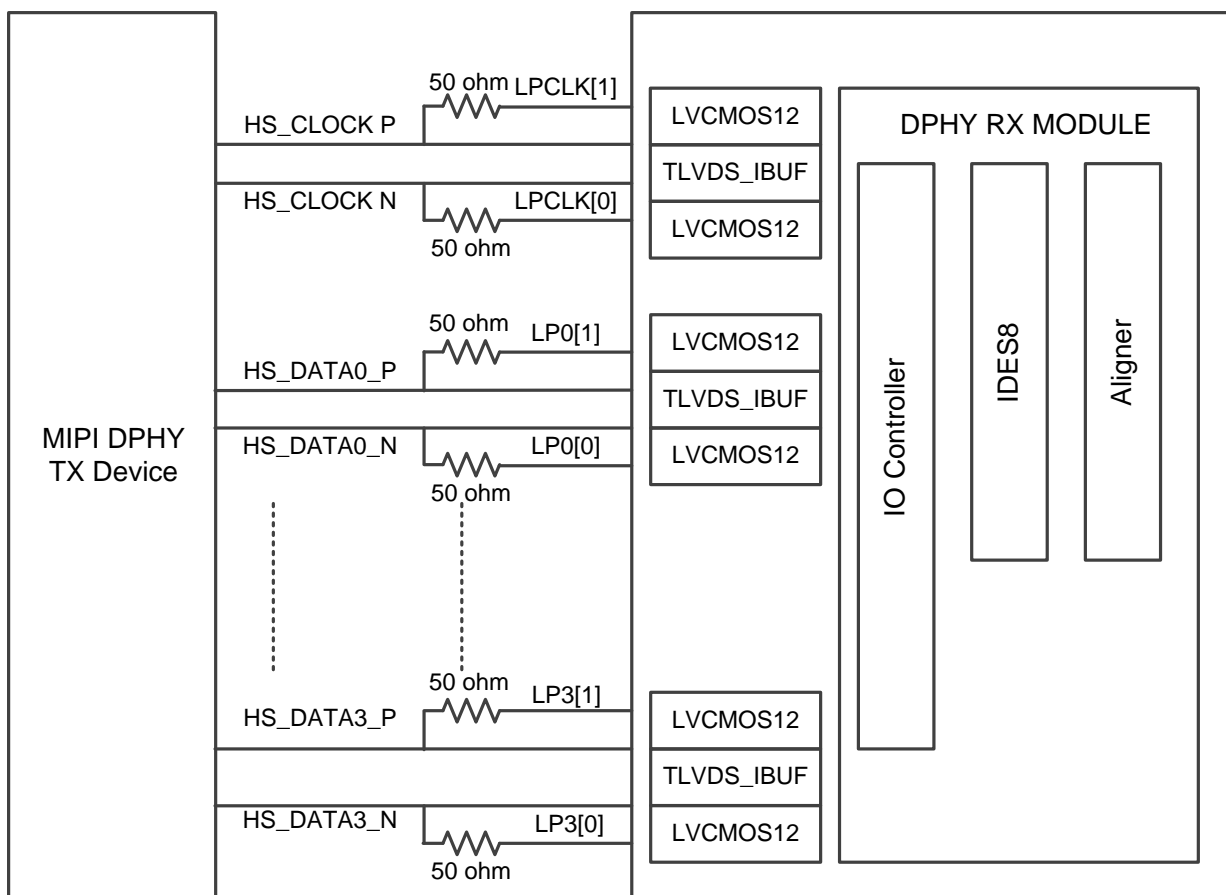 MIPI DPHY
TX Device
50 ohm
LPCLK[1]
HS_CLOCK P
HS_CLOCK N
LPCLK[0]
50 ohm
50 ohm
LP0[1]
HS_DATA0_P
HS_DATA0_N
LP0[0]
50 ohm
50 ohm
LP3[1]
HS_DATA3_P
HS_DATA3_N
LP3[0]
50 ohm
LVCMOS12
TLVDS_IBUF
LVCMOS12
LVCMOS12
TLVDS_IBUF
LVCMOS12
LVCMOS12
TLVDS_IBUF
LVCMOS12
DPHY RX MODULE
IO Controller
IDES8
Aligner